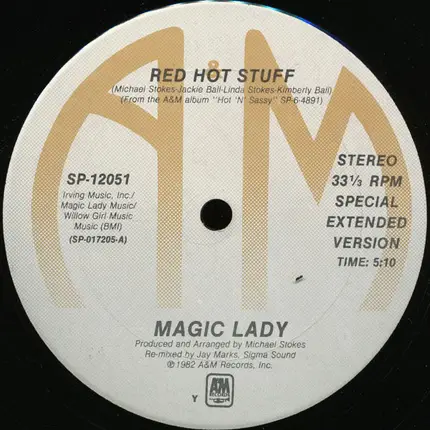 A&M
RED HOT STUFF
(Michael Stokes-Jackie Ball-Linda Stokes-Kimberly Ball)
(From the A&M album "Hot 'N' Sassy" SP-6-4891)
SP-12051
Irving Music, Inc./
Magic Lady Music/
Willow Girl Music
Music (BMI)
(SP-017205-A)
STEREO
33⅓ RPM
SPECIAL
EXTENDED
VERSION
TIME: 5:10
MAGIC LADY
Produced and Arranged by Michael Stokes
Re-mixed by Jay Marks, Sigma Sound
℗1982 A&M Records, Inc.
Y
A&M
RECORDS